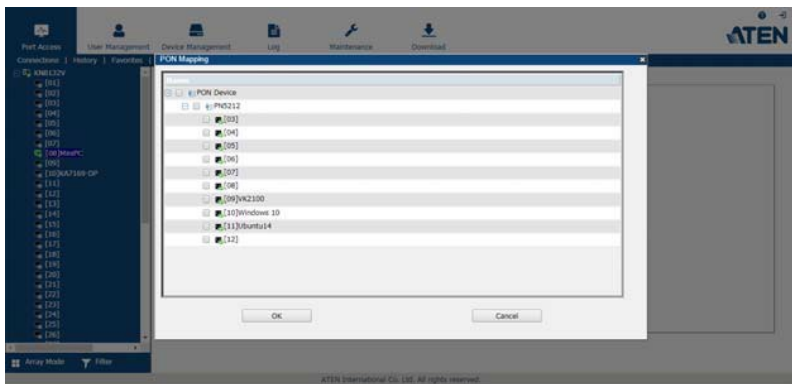 ATEN
Port Access User Management Device Management Log Maintenance Download
Connections | History | Favorites |
PON Mapping
KN8132V
[01]
[02]
[03]
[04]
[05]
[06]
[07]
[08]MiniPC
[09]
[10]KA7169-DP
[11]
[12]
[13]
[14]
[15]
[16]
[17]
[18]
[19]
[20]
[21]
[22]
[23]
[24]
[25]
[26]
PON Device
PN5212
[03]
[04]
[05]
[06]
[07]
[08]
[09]VK2100
[10]Windows 10
[11]Ubuntu14
[12]
OK Cancel
Array Mode Filter
ATEN International Co. Ltd. All rights reserved.